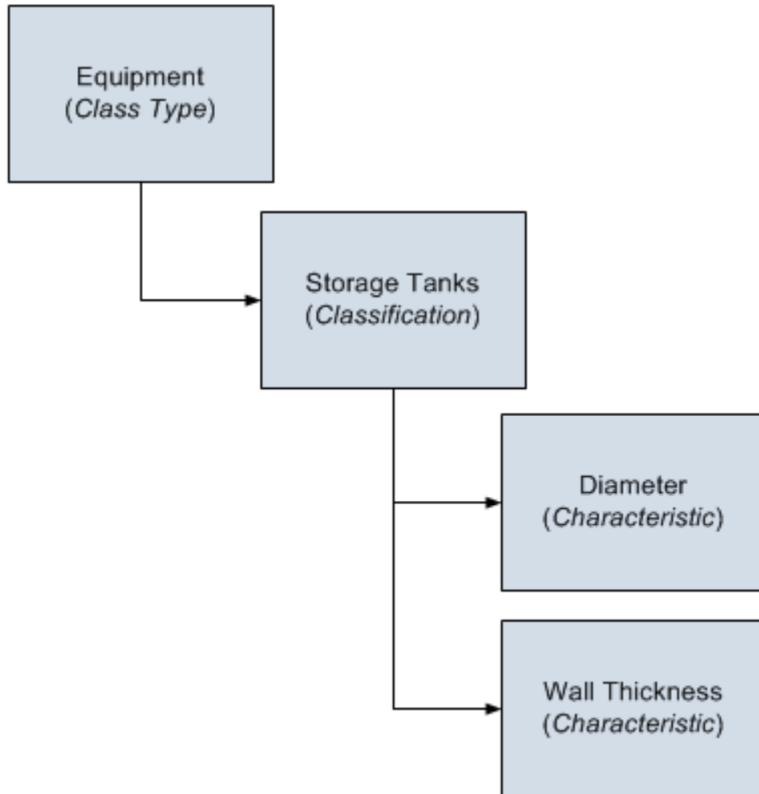 Equipment
(Class Type)
Storage Tanks
(Classification)
Diameter
(Characteristic)
Wall Thickness
(Characteristic)